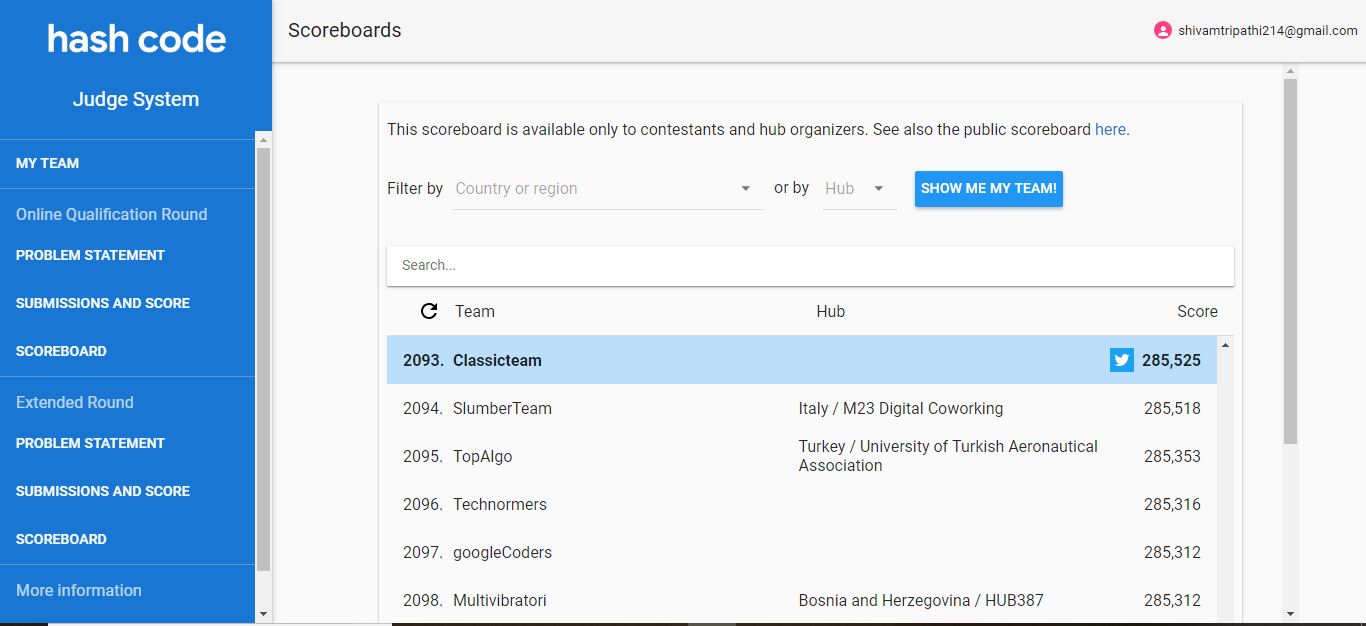 hash code
Judge System
MY TEAM
Online Qualification Round
PROBLEM STATEMENT
SUBMISSIONS AND SCORE
SCOREBOARD
Extended Round
PROBLEM STATEMENT
SUBMISSIONS AND SCORE
SCOREBOARD
More information
Scoreboards
shivamtripathi214@gmail.com
This scoreboard is available only to contestants and hub organizers. See also the public scoreboard here.
Filter by Country or region or by Hub SHOW ME MY TEAM!
Search...
Team Hub Score
2093. Classicteam 285,525
2094. SlumberTeam Italy / M23 Digital Coworking 285,518
2095. TopAlgo Turkey / University of Turkish Aeronautical
Association 285,353
2096. Technormers 285,316
2097. googleCoders 285,312
2098. Multivibratori Bosnia and Herzegovina / HUB387 285,312